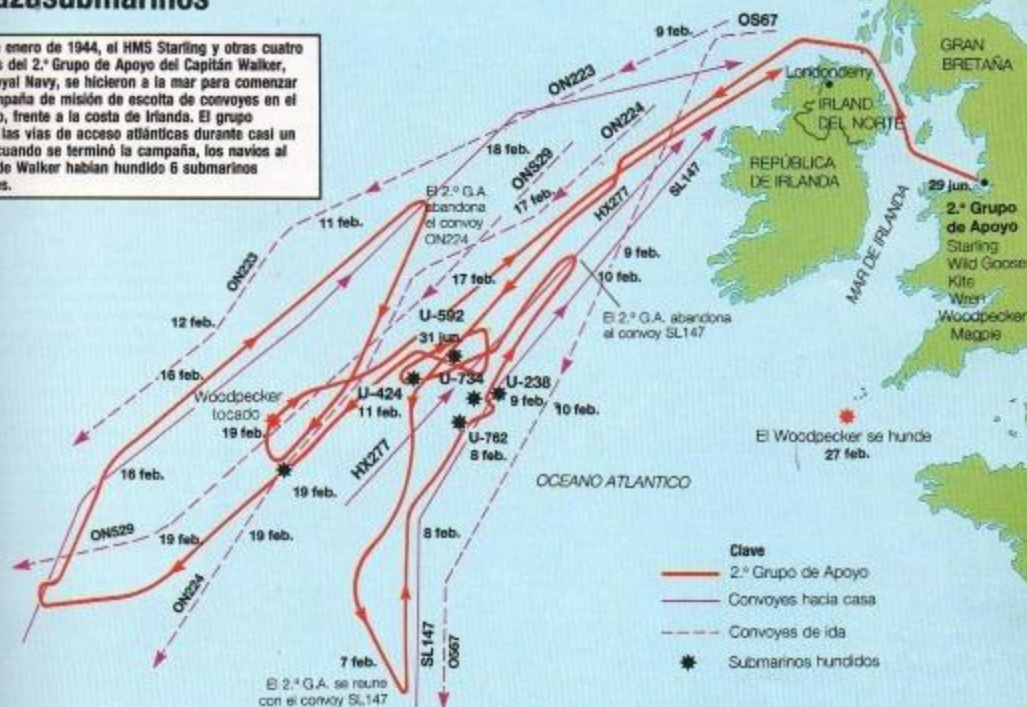 zasubmarinos
enero de 1944, el HMS Starling y otras cuatro
del 2.º Grupo de Apoyo del Capitán Walker,
Navy, se hicieron a la mar para comenzar
misión de escolta de convoyes en el
frente a la costa de Irlanda. El grupo
las vías de acceso atlánticas durante casi un
cuando se terminó la campaña, los navíos al
de Walker habían hundido 6 submarinos
OS67
9 feb.
ON223
GRAN
BRETAÑA
Londonderry
IRLAND
DEL NORTE
ON224
18 feb.
ONS29
17 feb.
REPÚBLICA
DE IRLANDA
SL147
HX277
29 jun.
2.º Grupo
de Apoyo
Starling
Wild Goose
Kite
Wren
Woodpecker
Magpie
MAR DE IRLANDA
El 2.º G.A.
abandona
el convoy
ON224
11 feb.
ON223
9 feb.
17 feb.
10 feb.
El 2.º G.A. abandona
al convoy SL147
12 feb.
U-592
31 jun.
16 feb.
Woodpecker
tocado
19 feb.
U-424
11 feb.
U-734
U-238
9 feb.
10 feb.
U-762
8 feb.
HX277
El Woodpecker se hunde
27 feb.
16 feb.
19 feb.
OCEANO ATLANTICO
ON529
19 feb.
19 feb.
8 feb.
ON224
Clave
2.º Grupo de Apoyo
Convoyes hacia casa
Convoyes de ida
Submarinos hundidos
SL147
OS67
7 feb.
El 2.º G.A. se reune
con el convoy SL147